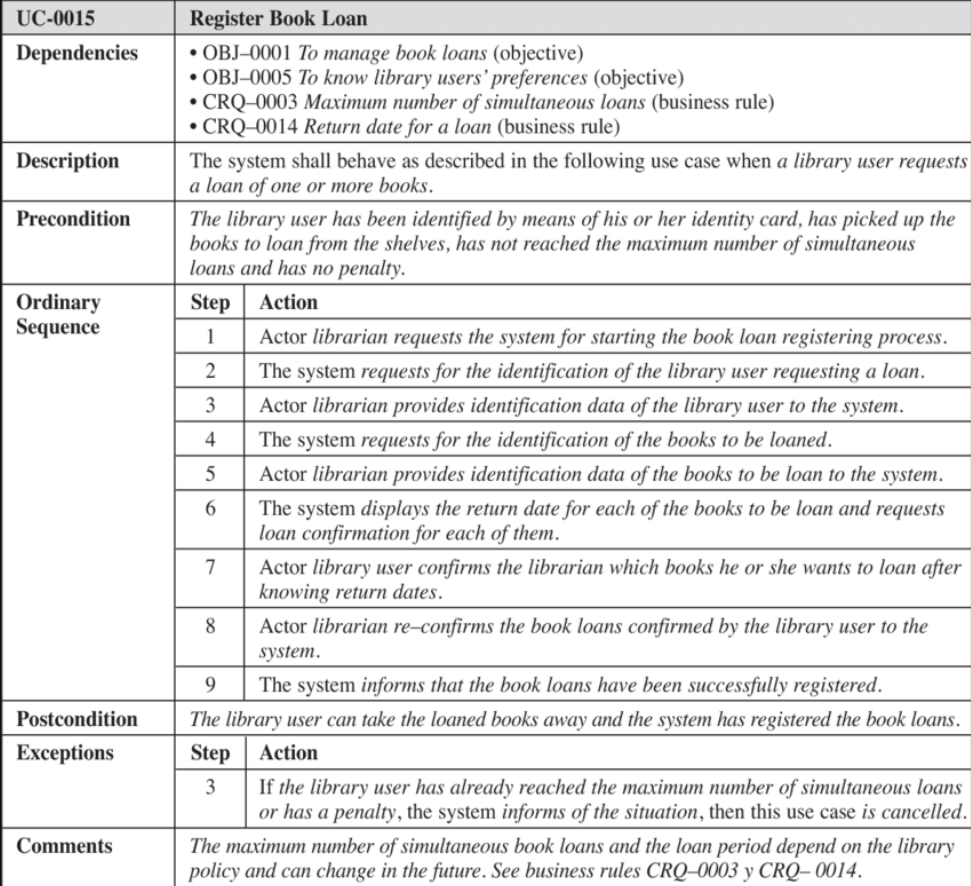 UC-0015 Register Book Loan
Dependencies • OBJ–0001 To manage book loans (objective)
• OBJ–0005 To know library users' preferences (objective)
• CRQ–0003 Maximum number of simultaneous loans (business rule)
• CRQ–0014 Return date for a loan (business rule)
Description The system shall behave as described in the following use case when a library user requests
a loan of one or more books.
Precondition The library user has been identified by means of his or her identity card, has picked up the
books to loan from the shelves, has not reached the maximum number of simultaneous
loans and has no penalty.
Ordinary Step Action
Sequence
1 Actor librarian requests the system for starting the book loan registering process.
2 The system requests for the identification of the library user requesting a loan.
3 Actor librarian provides identification data of the library user to the system.
4 The system requests for the identification of the books to be loaned.
5 Actor librarian provides identification data of the books to be loan to the system.
6 The system displays the return date for each of the books to be loan and requests
loan confirmation for each of them.
7 Actor library user confirms the librarian which books he or she wants to loan after
knowing return dates.
8 Actor librarian re–confirms the book loans confirmed by the library user to the
system.
9 The system informs that the book loans have been successfully registered.
Postcondition The library user can take the loaned books away and the system has registered the book loans.
Exceptions Step Action
3 If the library user has already reached the maximum number of simultaneous loans
or has a penalty, the system informs of the situation, then this use case is cancelled.
Comments The maximum number of simultaneous book loans and the loan period depend on the library
policy and can change in the future. See business rules CRQ–0003 y CRQ– 0014.